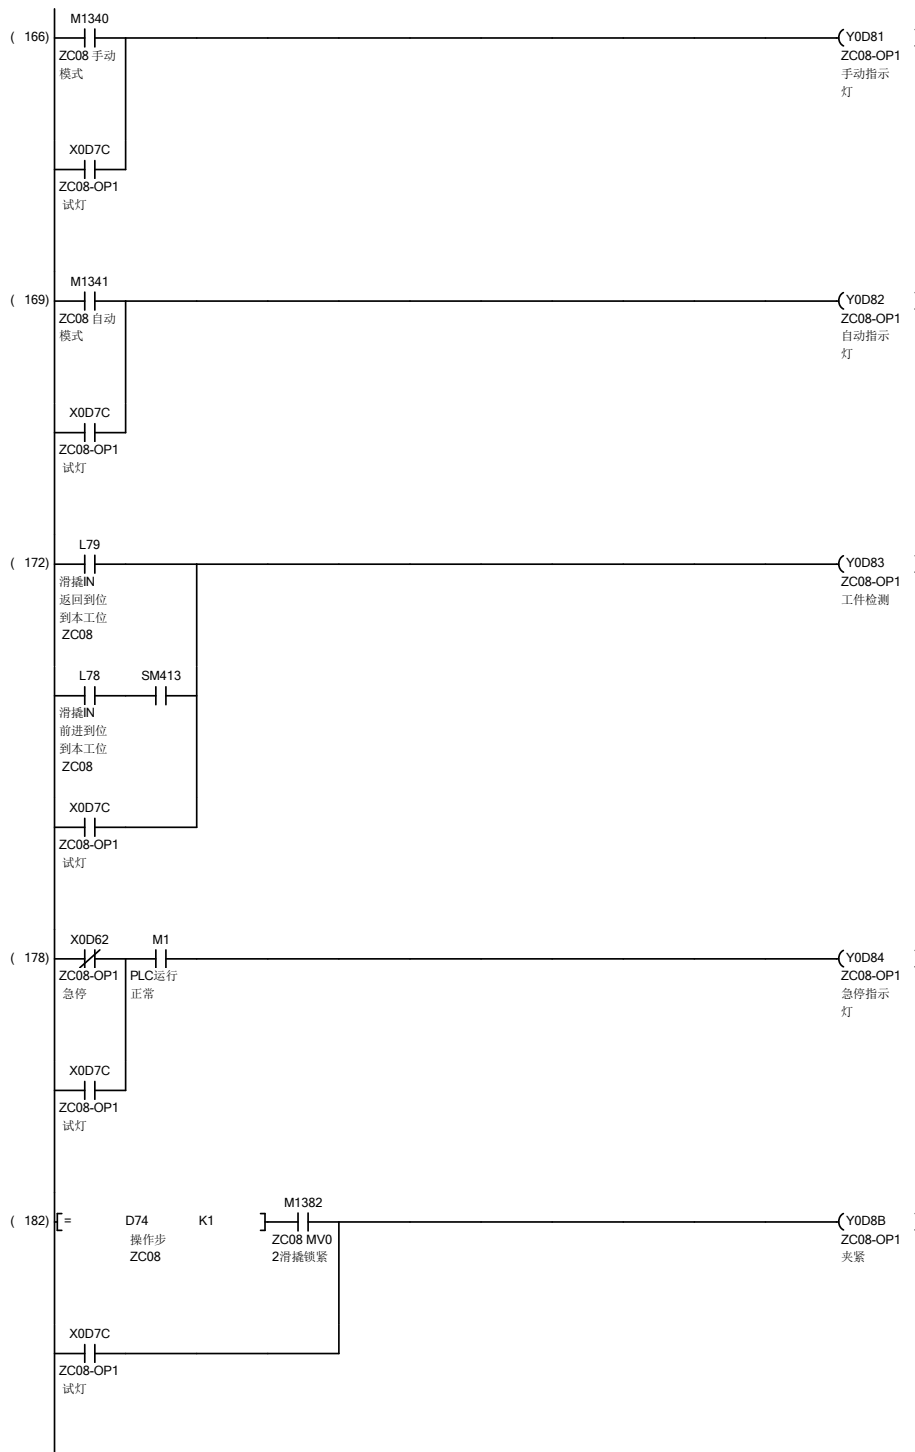 M1340
( 166)
Y0D81
ZC08 手动
模式
ZC08-OP1
手动指示
灯
X0D7C
ZC08-OP1
试灯
M1341
( 169)
Y0D82
ZC08 自动
模式
ZC08-OP1
自动指示
灯
X0D7C
ZC08-OP1
试灯
L79
( 172)
Y0D83
滑撬IN
返回到位
到本工位
ZC08
ZC08-OP1
工件检测
L78 SM413
滑撬IN
前进到位
到本工位
ZC08
X0D7C
ZC08-OP1
试灯
X0D62 M1
( 178)
Y0D84
ZC08-OP1
急停
PLC运行
正常
ZC08-OP1
急停指示
灯
X0D7C
ZC08-OP1
试灯
M1382
( 182) = D74 K1
Y0D8B
操作步
ZC08
ZC08 MV0
2滑撬锁紧
ZC08-OP1
夹紧
X0D7C
ZC08-OP1
试灯